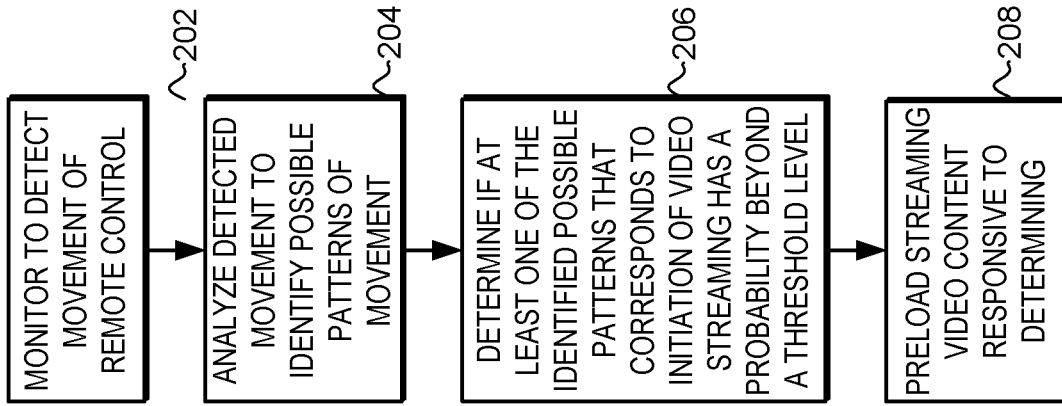 MONITOR TO DETECT
MOVEMENT OF
REMOTE CONTROL
202
ANALYZE DETECTED
MOVEMENT TO
IDENTIFY POSSIBLE
PATTERNS OF
MOVEMENT
204
DETERMINE IF AT
LEAST ONE OF THE
IDENTIFIED POSSIBLE
PATTERNS THAT
CORRESPONDS TO
INITIATION OF VIDEO
STREAMING HAS A
PROBABILITY BEYOND
A THRESHOLD LEVEL
206
PRELOAD STREAMING
VIDEO CONTENT
RESPONSIVE TO
DETERMINING
208